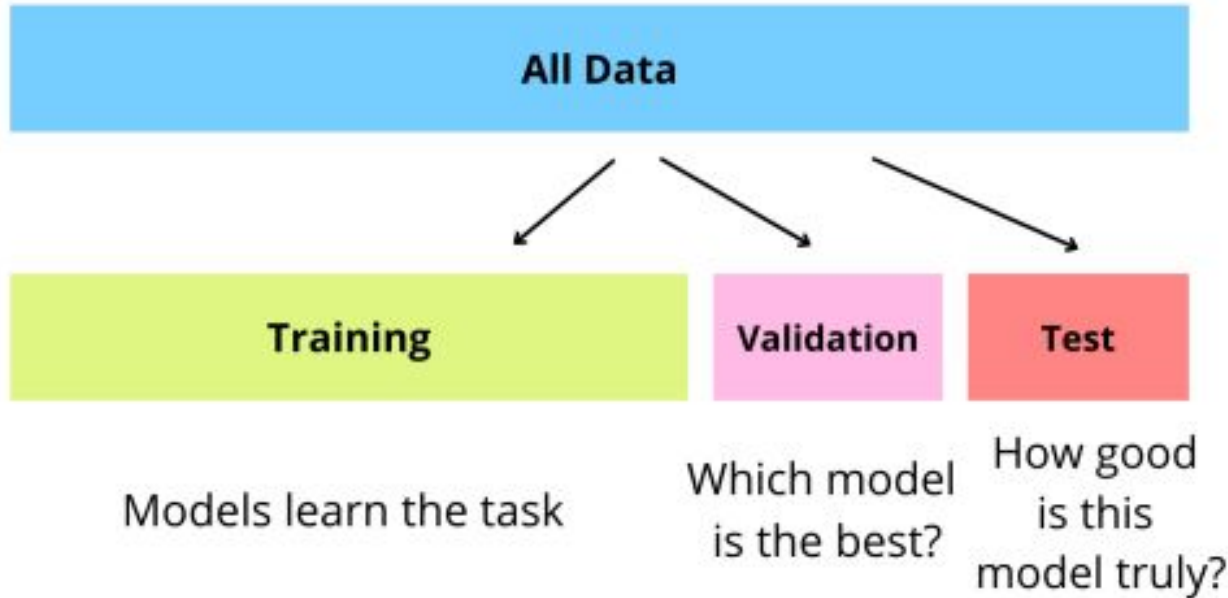 All Data
Training
Validation
Test
Models learn the task
Which model
is the best?
How good
is this
model truly?